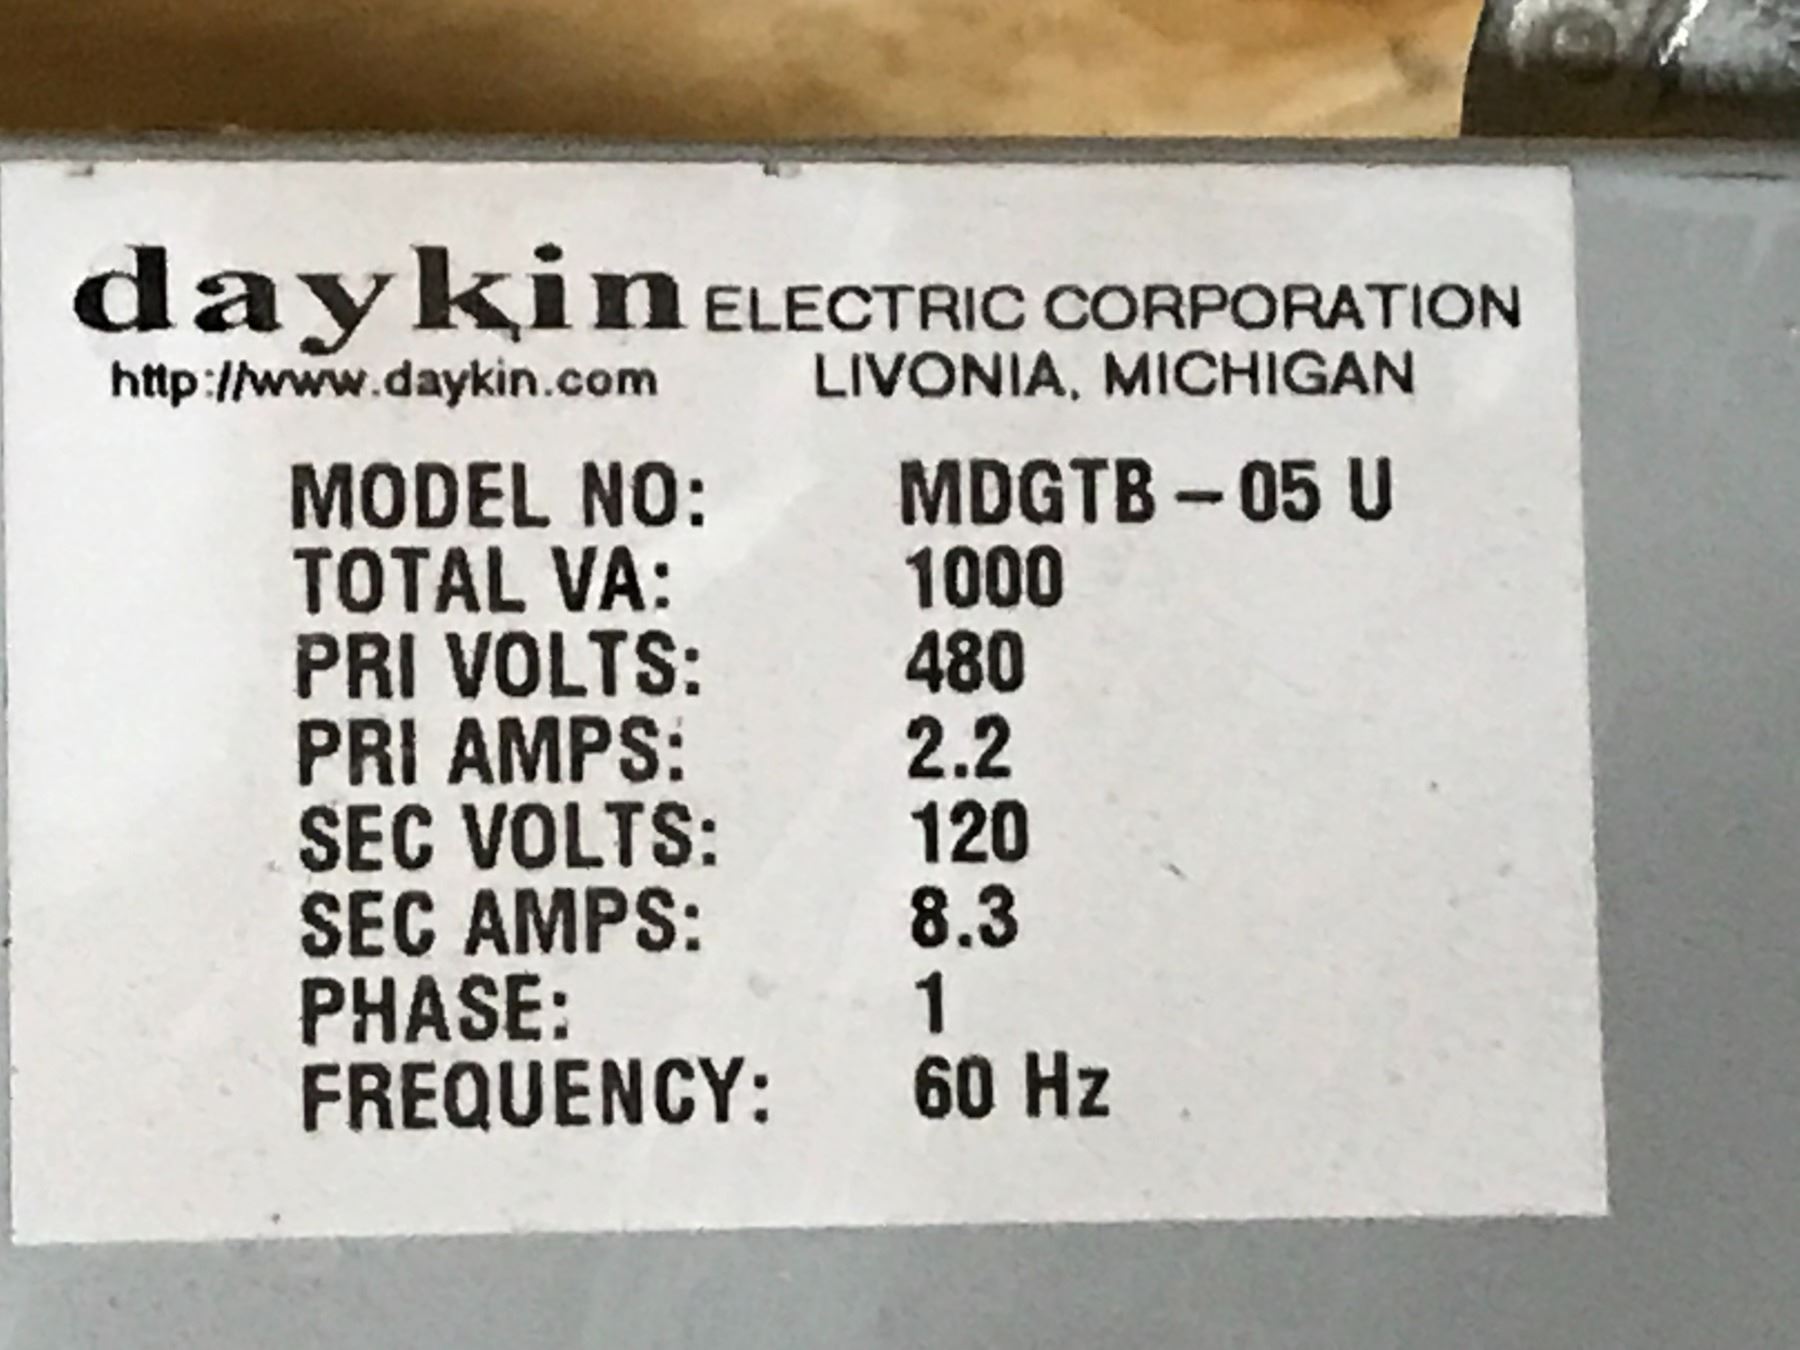 daykin ELECTRIC CORPORATION
http://www.daykin.com LIVONIA, MICHIGAN
MODEL NO: MDGTB - 05 U
TOTAL VA: 1000
PRI VOLTS: 480
PRI AMPS: 2.2
SEC VOLTS: 120
SEC AMPS: 8.3
PHASE: 1
FREQUENCY: 60 Hz